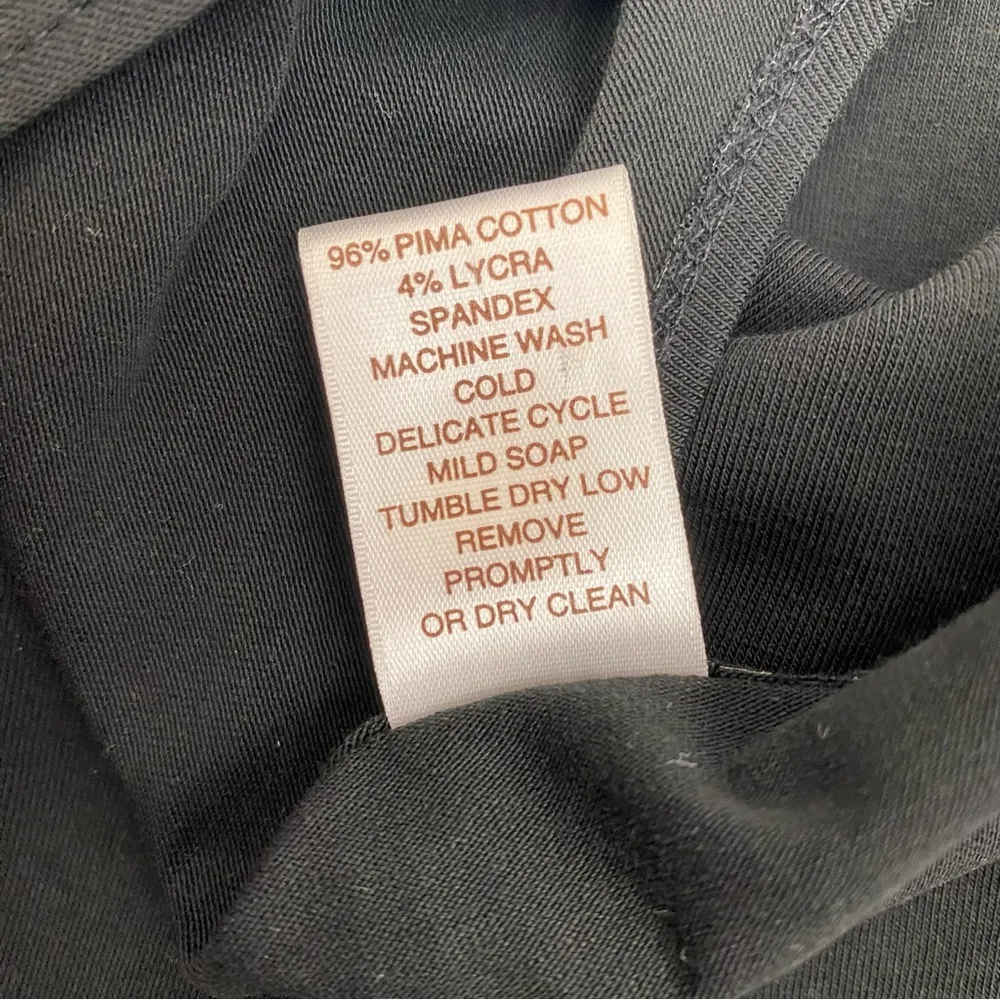 96% PIMA COTTON
4% LYCRA
SPANDEX
MACHINE WASH
COLD
DELICATE CYCLE
MILD SOAP
TUMBLE DRY LOW
REMOVE
PROMPTLY
OR DRY CLEAN